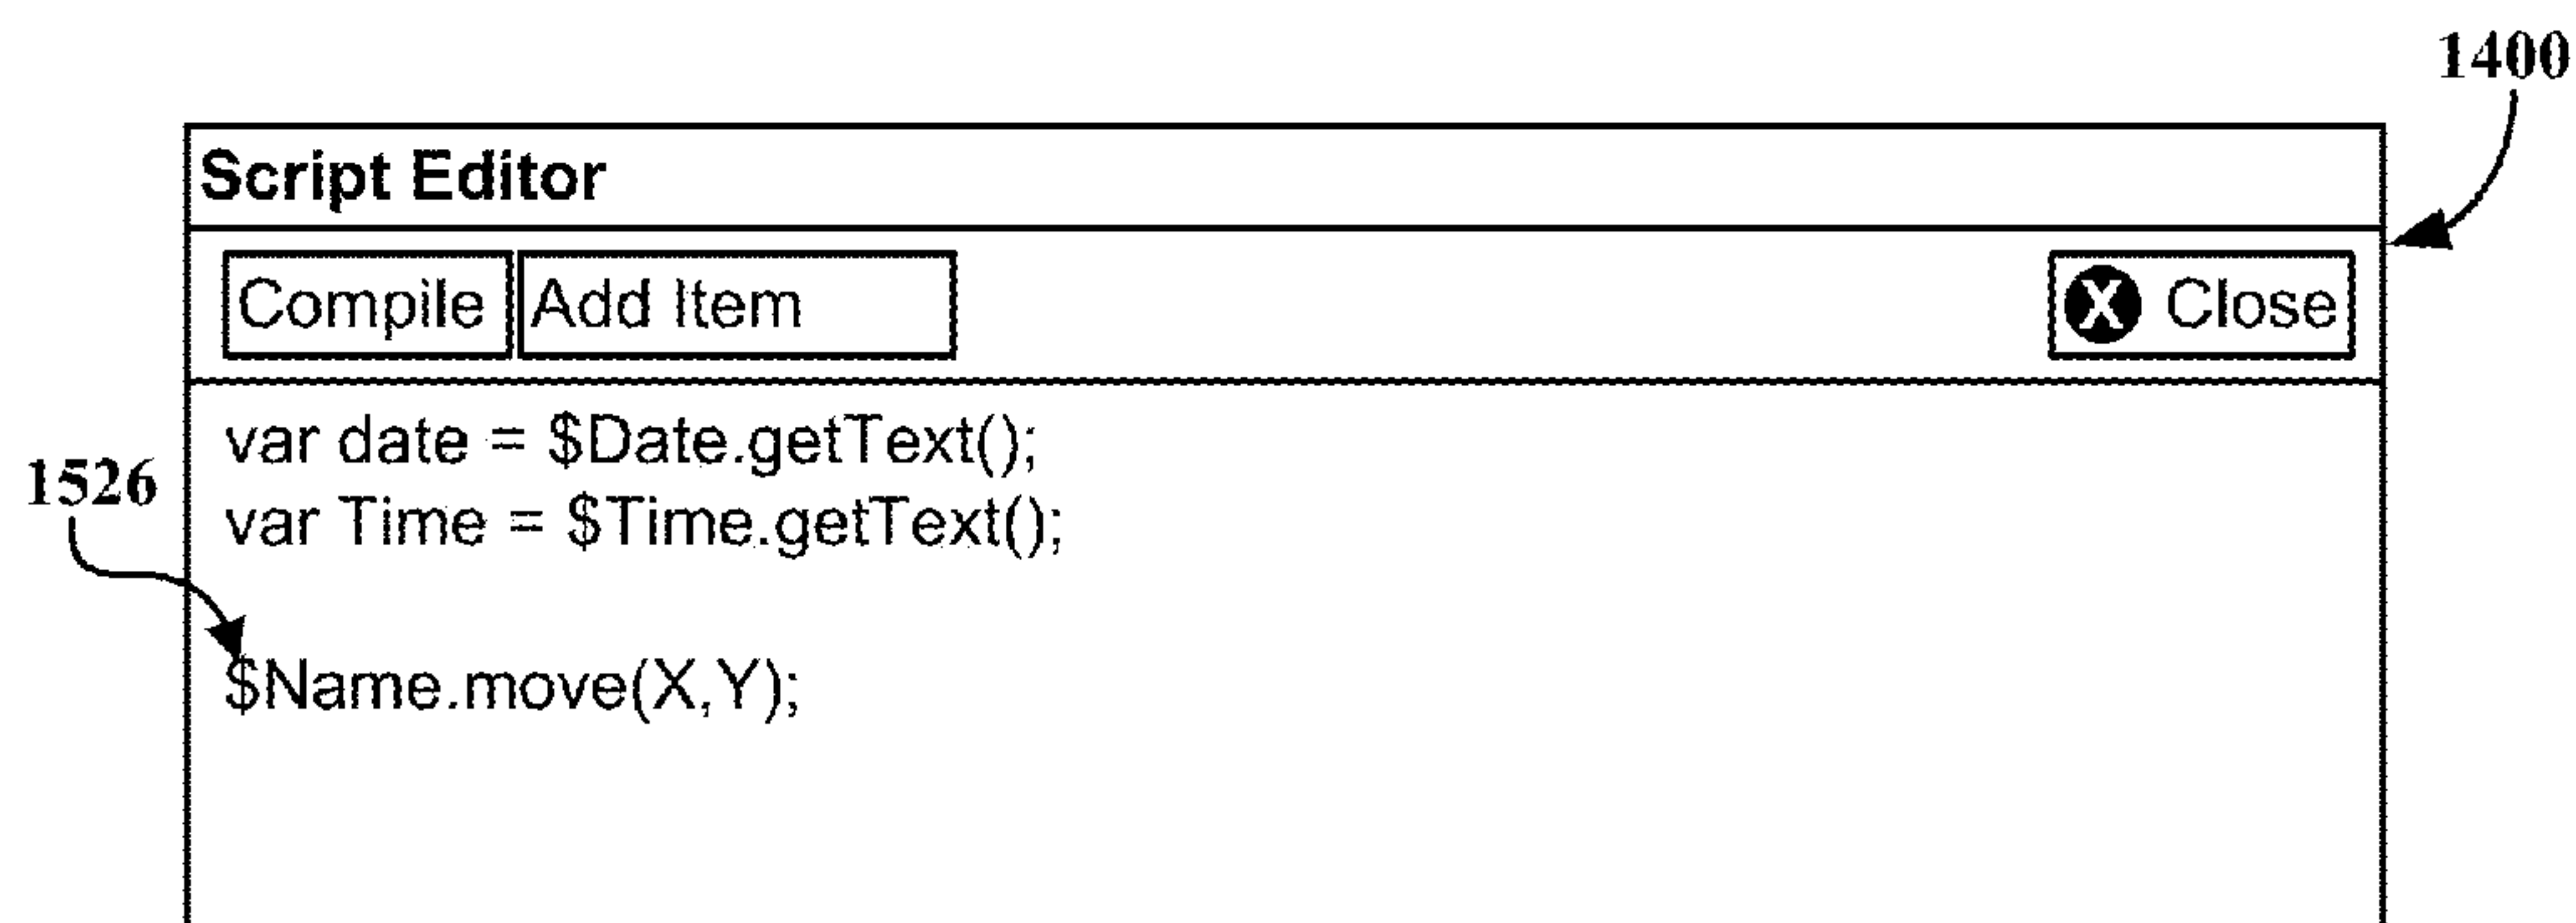 1400
Script Editor
Compile Add Item X Close
var date = $Date.getText();
1526
var Time = $Time.getText();
$Name.move(X,Y);